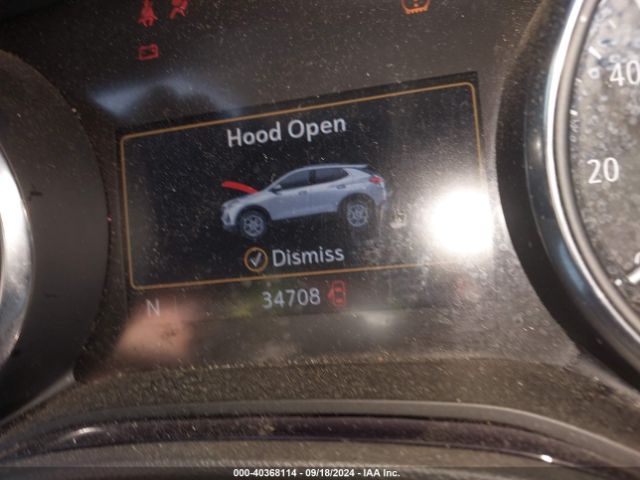 40
Hood Open
20
Dismiss
N
34708
000-40368114 - 09/18/2024 - IAA Inc.